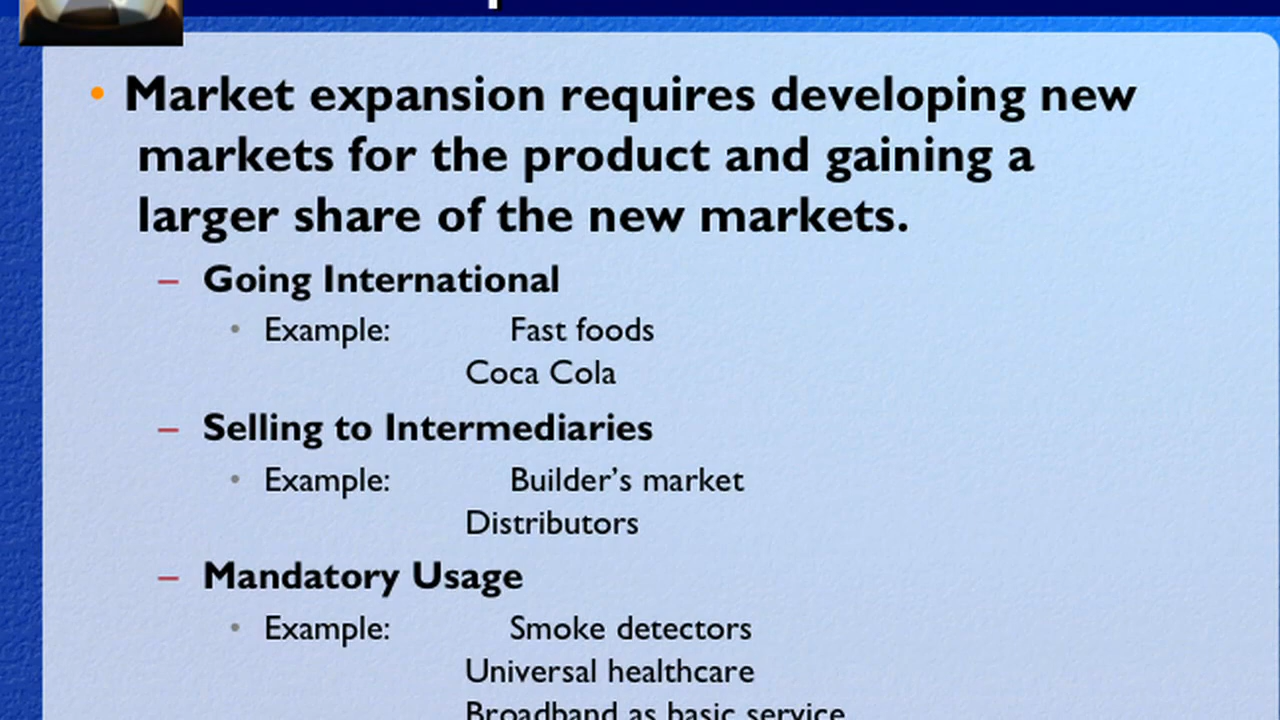 • Market expansion requires developing new
markets for the product and gaining a
larger share of the new markets.
– Going International
• Example: Fast foods
Coca Cola
– Selling to Intermediaries
• Example: Builder’s market
Distributors
– Mandatory Usage
• Example: Smoke detectors
Universal healthcare
Broadband as basic service